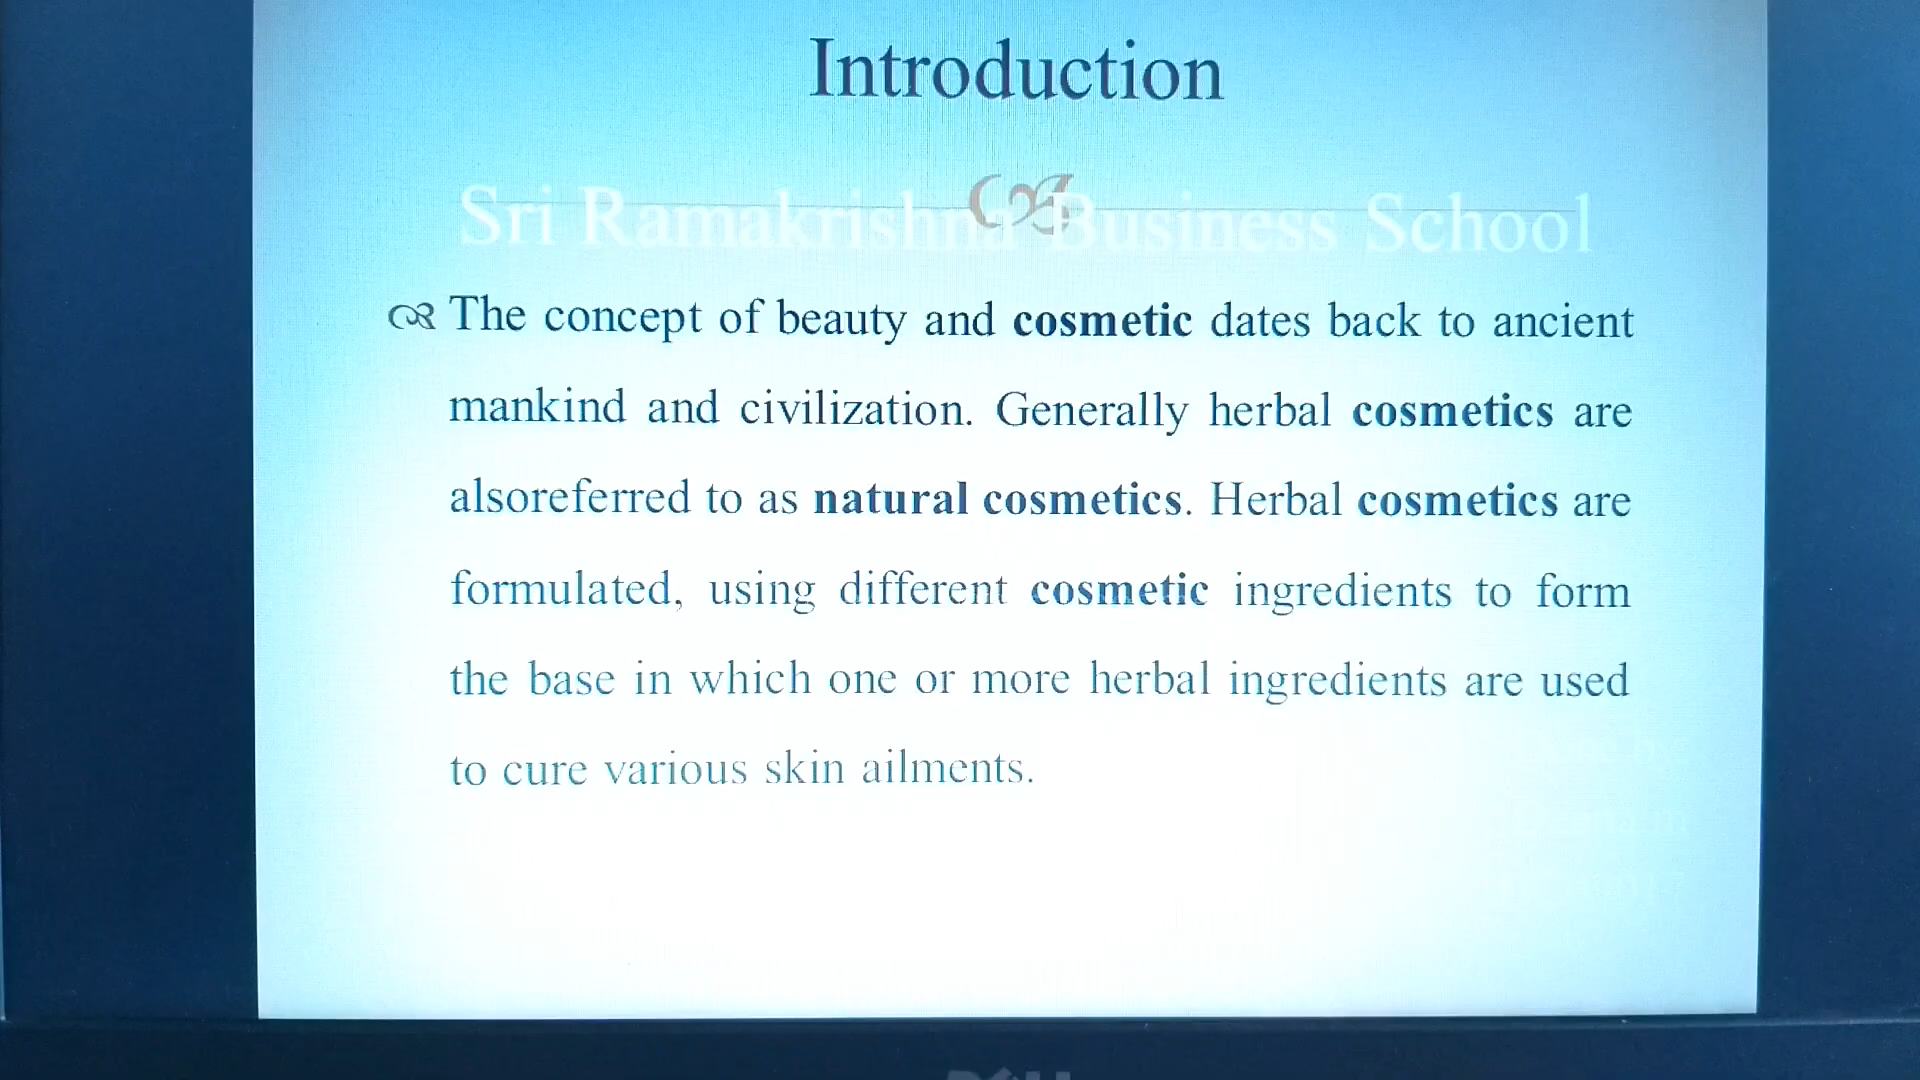 Introduction
Sri Ramakrishna Business School
The concept of beauty and cosmetic dates back to ancient
mankind and civilization. Generally herbal cosmetics are
alsoreferred to as natural cosmetics. Herbal cosmetics are
formulated, using different cosmetic ingredients to form
the base in which one or more herbal ingredients are used
to cure various skin ailments.